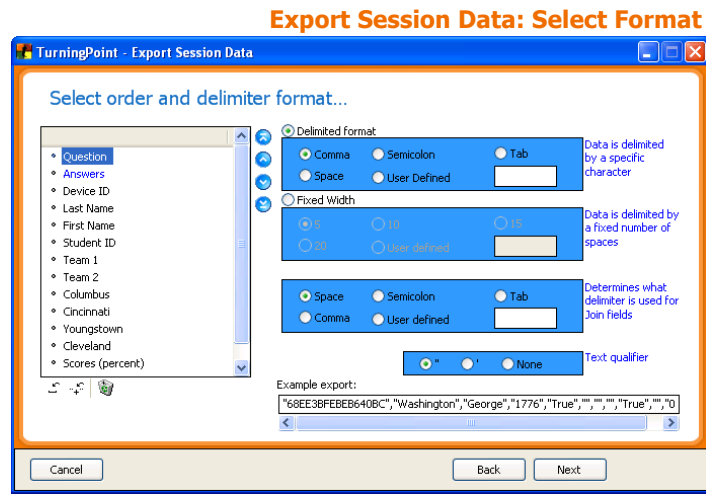 Export Session Data: Select Format
TurningPoint - Export Session Data
Select order and delimiter format...
Question
Answers
Device ID
Last Name
First Name
Student ID
Team 1
Team 2
Columbus
Cincinnati
Youngstown
Cleveland
Scores (percent)
Delimited format
Comma Semicolon Tab
Space User Defined
Data is delimited
by a specific
character
Fixed Width
5 10 15
20 User defined
Data is delimited by
a fixed number of
spaces
Space Semicolon Tab
Comma User defined
Determines what
delimiter is used for
Join fields
" ' None
Text qualifier
Example export:
"68EE3BFEBEB640BC","Washington","George","1776","True","","","","True","","0
Cancel Back Next